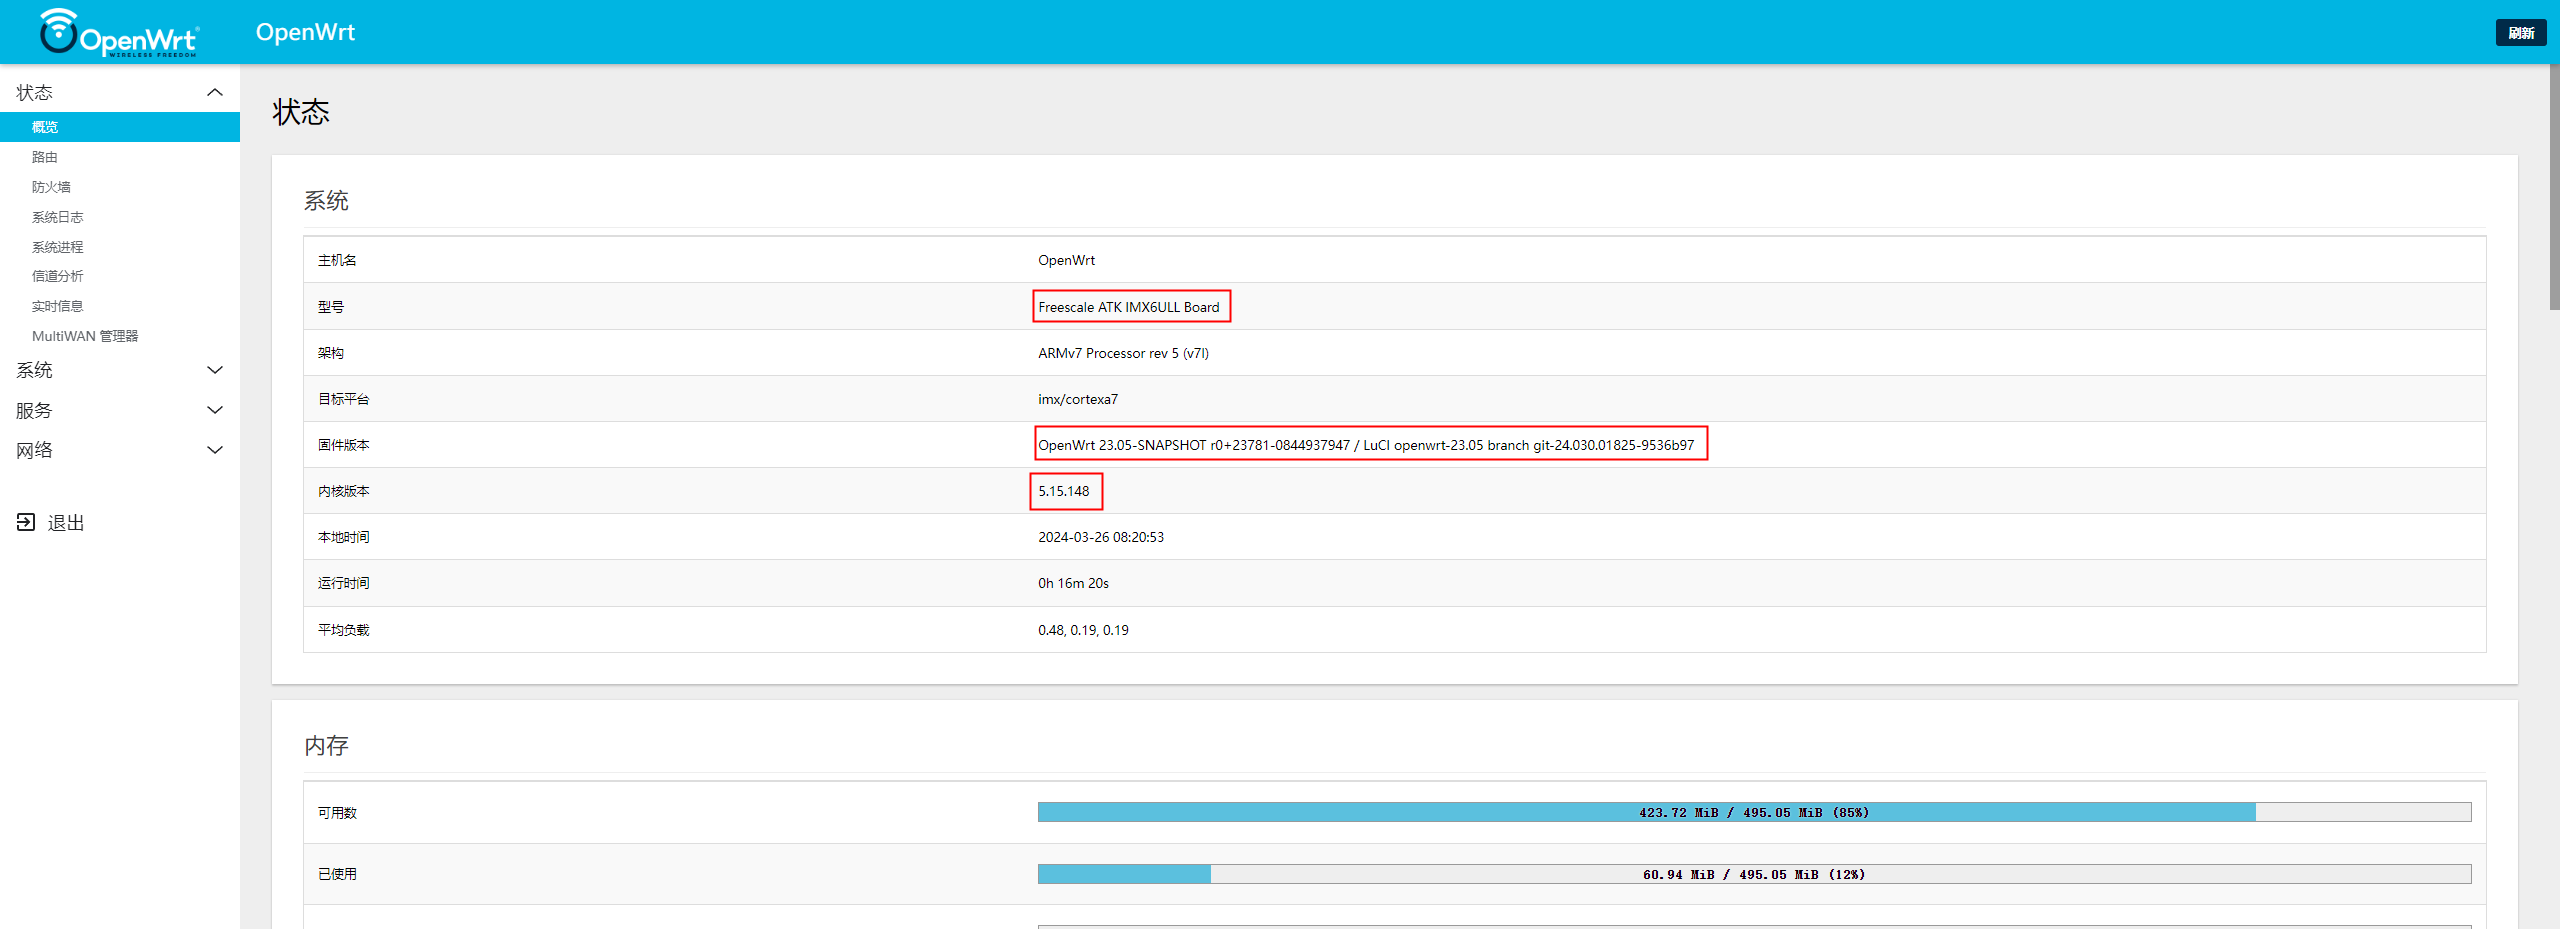 OpenWrt
WIRELESS FREEDOM
OpenWrt
刷新
状态
概览
路由
防火墙
系统日志
系统进程
信道分析
实时信息
MultiWAN 管理器
系统
服务
网络
退出
状态
系统
主机名 OpenWrt
型号 Freescale ATK IMX6ULL Board
架构 ARMv7 Processor rev 5 (v7l)
目标平台 imx/cortexa7
固件版本 OpenWrt 23.05-SNAPSHOT r0+23781-0844937947 / LuCI openwrt-23.05 branch git-24.030.01825-9536b97
内核版本 5.15.148
本地时间 2024-03-26 08:20:53
运行时间 0h 16m 20s
平均负载 0.48, 0.19, 0.19
内存
可用数 423.72 MiB / 495.05 MiB (85%)
已使用 60.94 MiB / 495.05 MiB (12%)